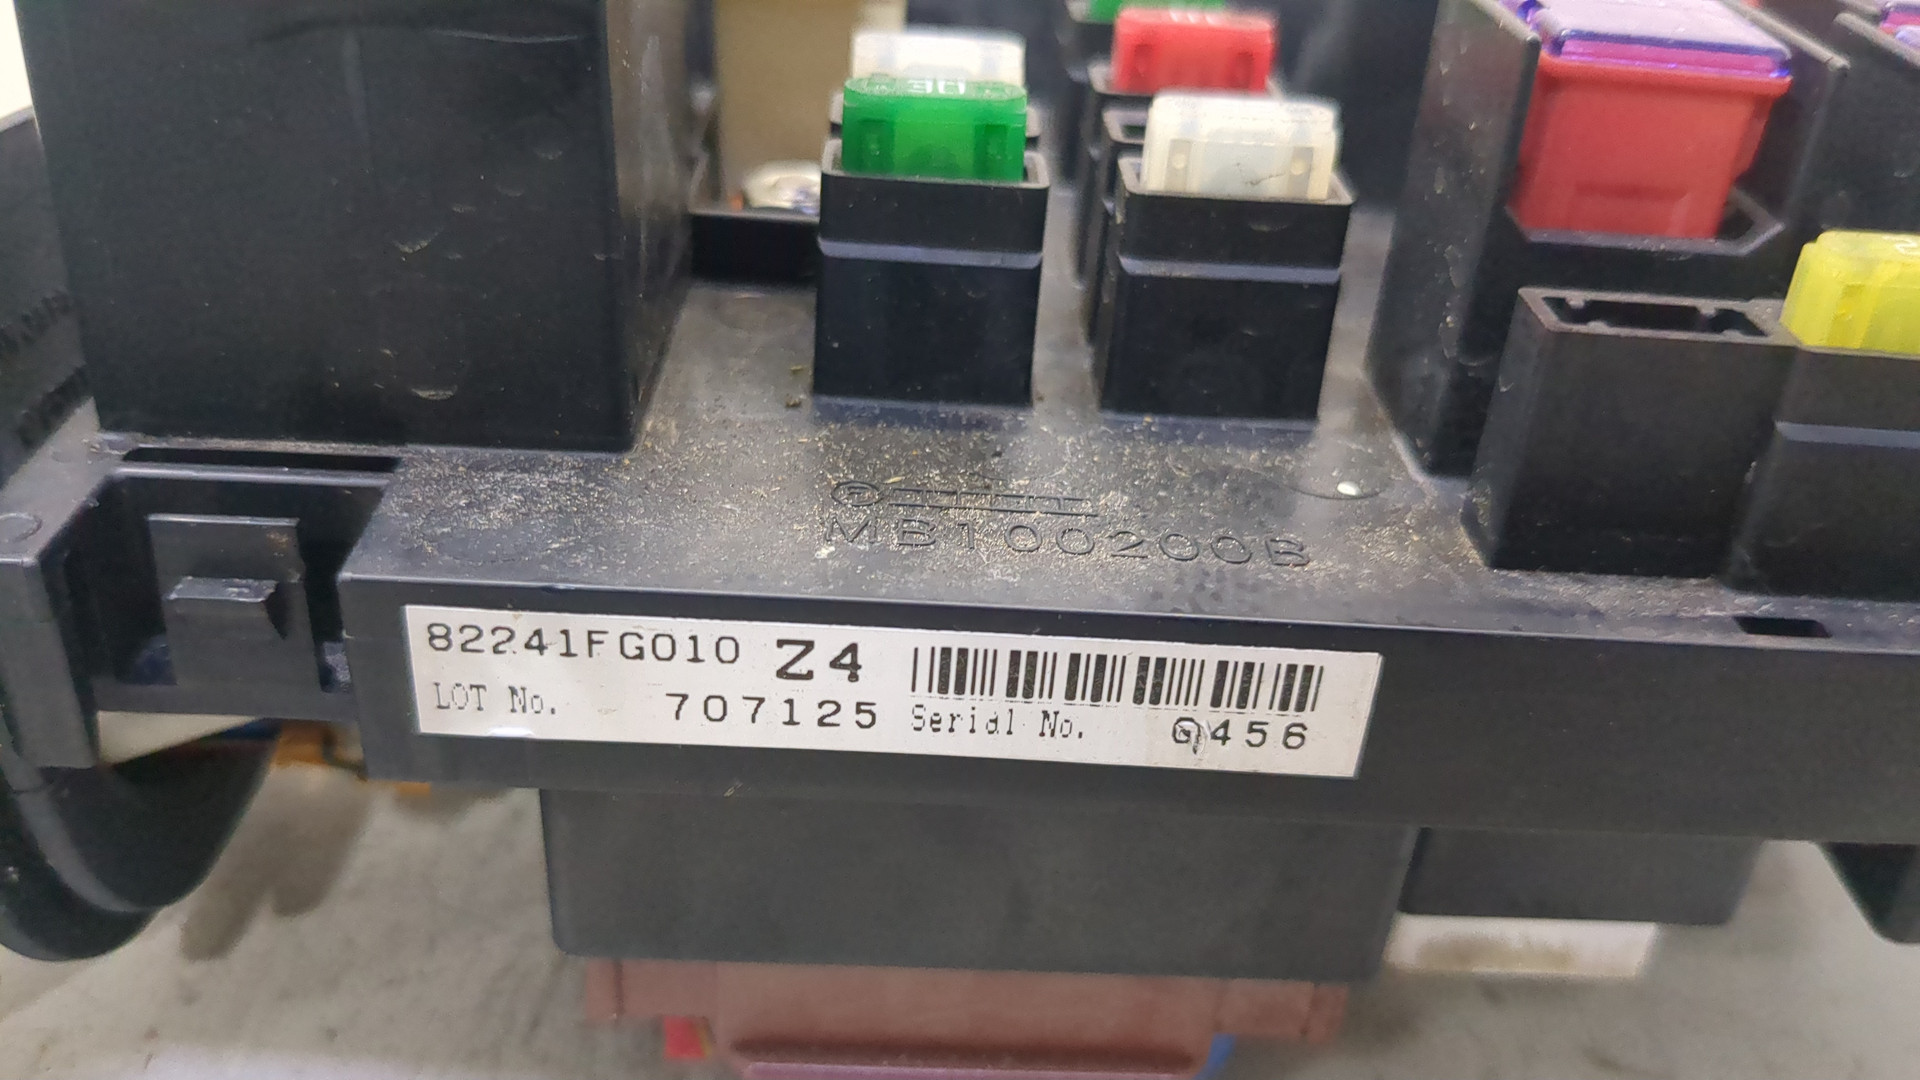 MB100200B
82241FG010 Z4
LOT No. 707125 Serial No. 0456